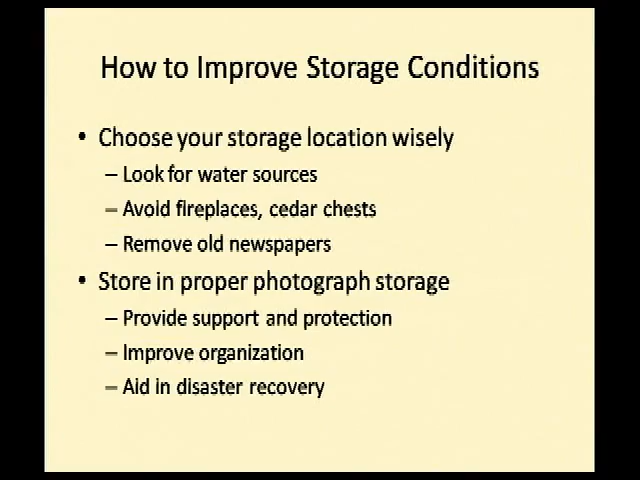 How to Improve Storage Conditions
• Choose your storage location wisely
– Look for water sources
– Avoid fireplaces, cedar chests
– Remove old newspapers
• Store in proper photograph storage
– Provide support and protection
– Improve organization
– Aid in disaster recovery